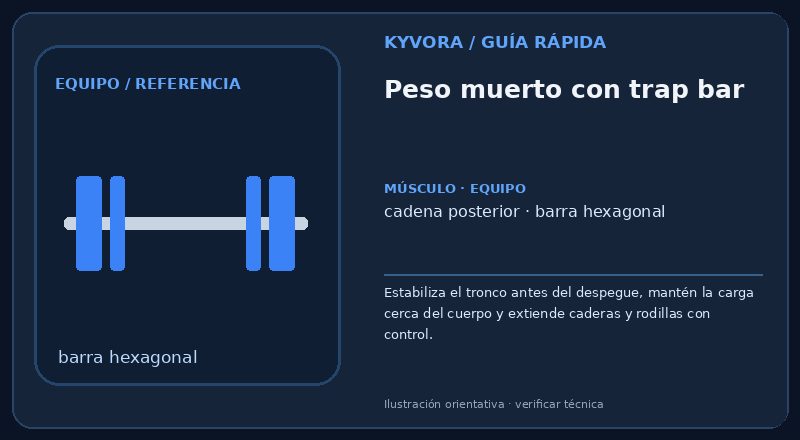 EQUIPO / REFERENCIA
barra hexagonal
KYVORA / GUÍA RÁPIDA
Peso muerto con trap bar
MÚSCULO · EQUIPO
cadena posterior · barra hexagonal
Estabiliza el tronco antes del despegue, mantén la carga
cerca del cuerpo y extiende caderas y rodillas con
control.
Ilustración orientativa · verificar técnica